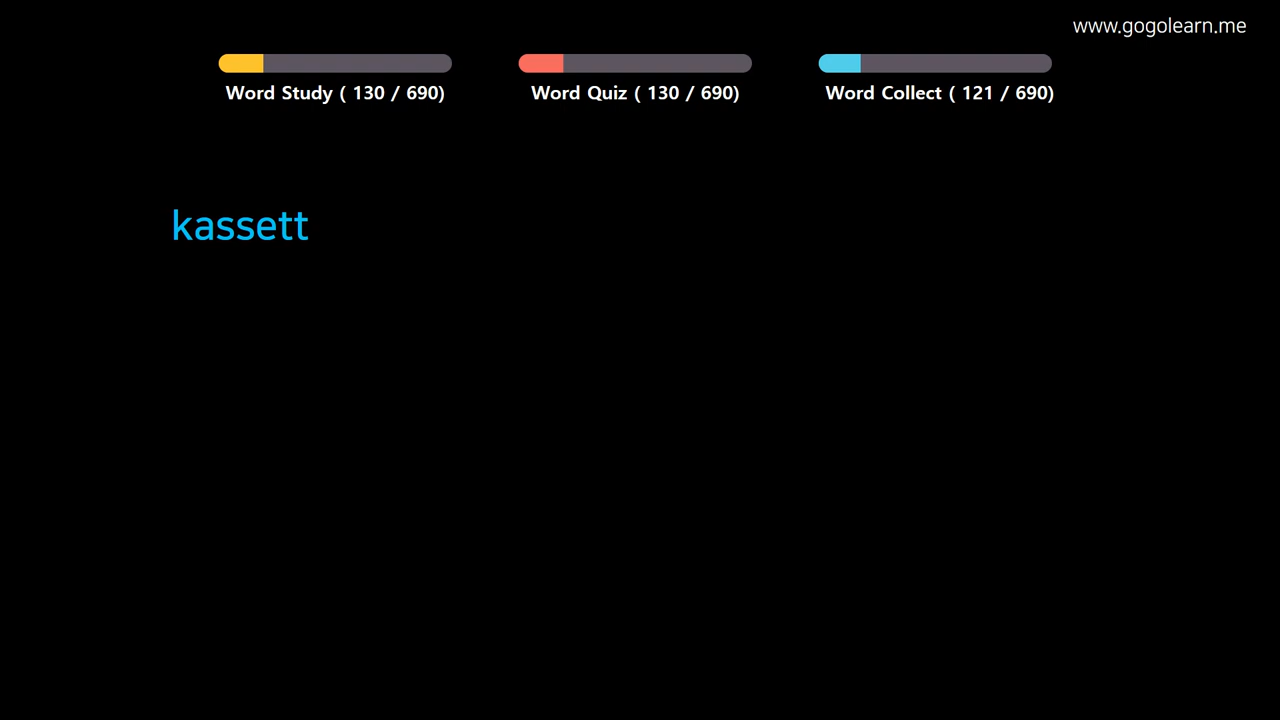 www.gogolearn.me
Word Study ( 130 / 690)
Word Quiz ( 130 / 690)
Word Collect ( 121 / 690)
kassett